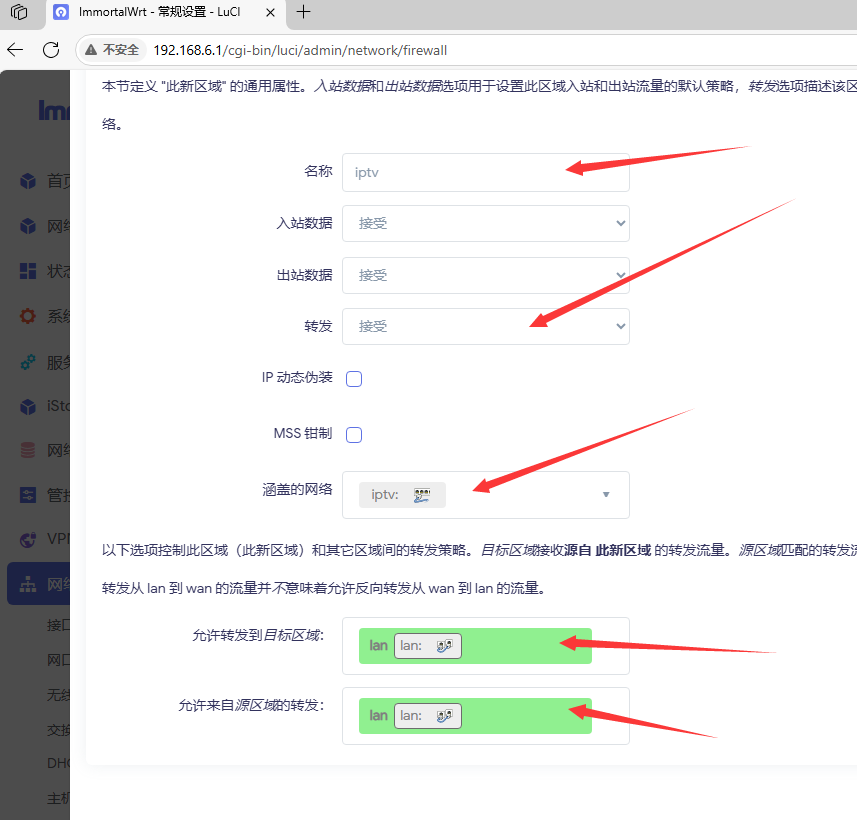 ImmortalWrt - 常规设置 - LuCI
不安全 192.168.6.1/cgi-bin/luci/admin/network/firewall
本节定义 "此新区域" 的通用属性。入站数据和出站数据选项用于设置此区域入站和出站流量的默认策略，转发选项描述该区
络。
名称 iptv
入站数据 接受
出站数据 接受
转发 接受
IP 动态伪装
MSS 钳制
涵盖的网络 iptv:
以下选项控制此区域（此新区域）和其它区域间的转发策略。目标区域接收源自 此新区域 的转发流量。源区域匹配的转发流
转发从 lan 到 wan 的流量并不意味着允许反向转发从 wan 到 lan 的流量。
允许转发到目标区域： lan lan:
允许来自源区域的转发： lan lan:
Imm
首页
网络
状态
系统
服务
iSto
网络
管控
VPN
网络
接口
网口
无线
交换
DHC
主机